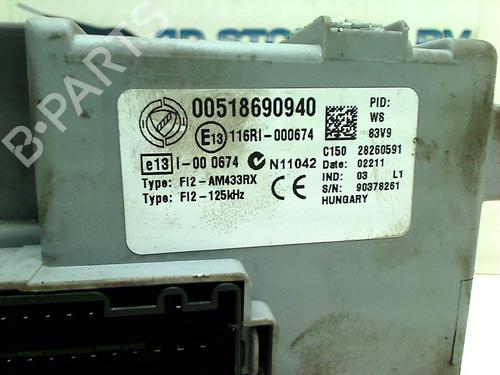 00518690940
PID:
WS
83V9
E13 116RI-000674
e13 I-00 0674 N11042
C150 28260591
Date: 02211
Type: FI2-AM433RX
IND: 03 L1
Type: FI2-125kHz
CE
S/N: 90378261
HUNGARY
B-PARTS